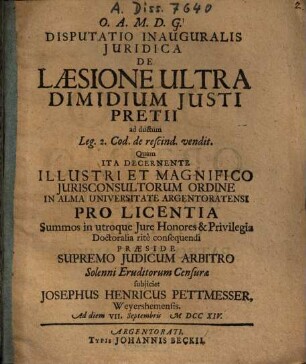 A. Diss. 7640
2
O. A. M. D. G.
DISPUTATIO INAUGURALIS
JURIDICA
DE
LÆSIONE ULTRA
DIMIDIUM JUSTI
PRETII
ad ductum
Leg. 2. Cod. de rescind. vendit.
Quam
ITA DECERNENTE
ILLUSTRI ET MAGNIFICO
JURISCONSULTORUM ORDINE
IN ALMA UNIVERSITATE ARGENTORATENSI
PRO LICENTIA
Summos in utroque Jure Honores & Privilegia
Doctoralia ritè consequendi
PRÆSIDE
SUPREMO JUDICUM ARBITRO
Solenni Eruditorum Censuræ
subjiciet
JOSEPHUS HENRICUS PETTMESSER,
Weyershemensis.
Ad diem VII. Septembris M DCC XIV.
ARGENTORATI,
TYPIS JOHANNIS BECKII.